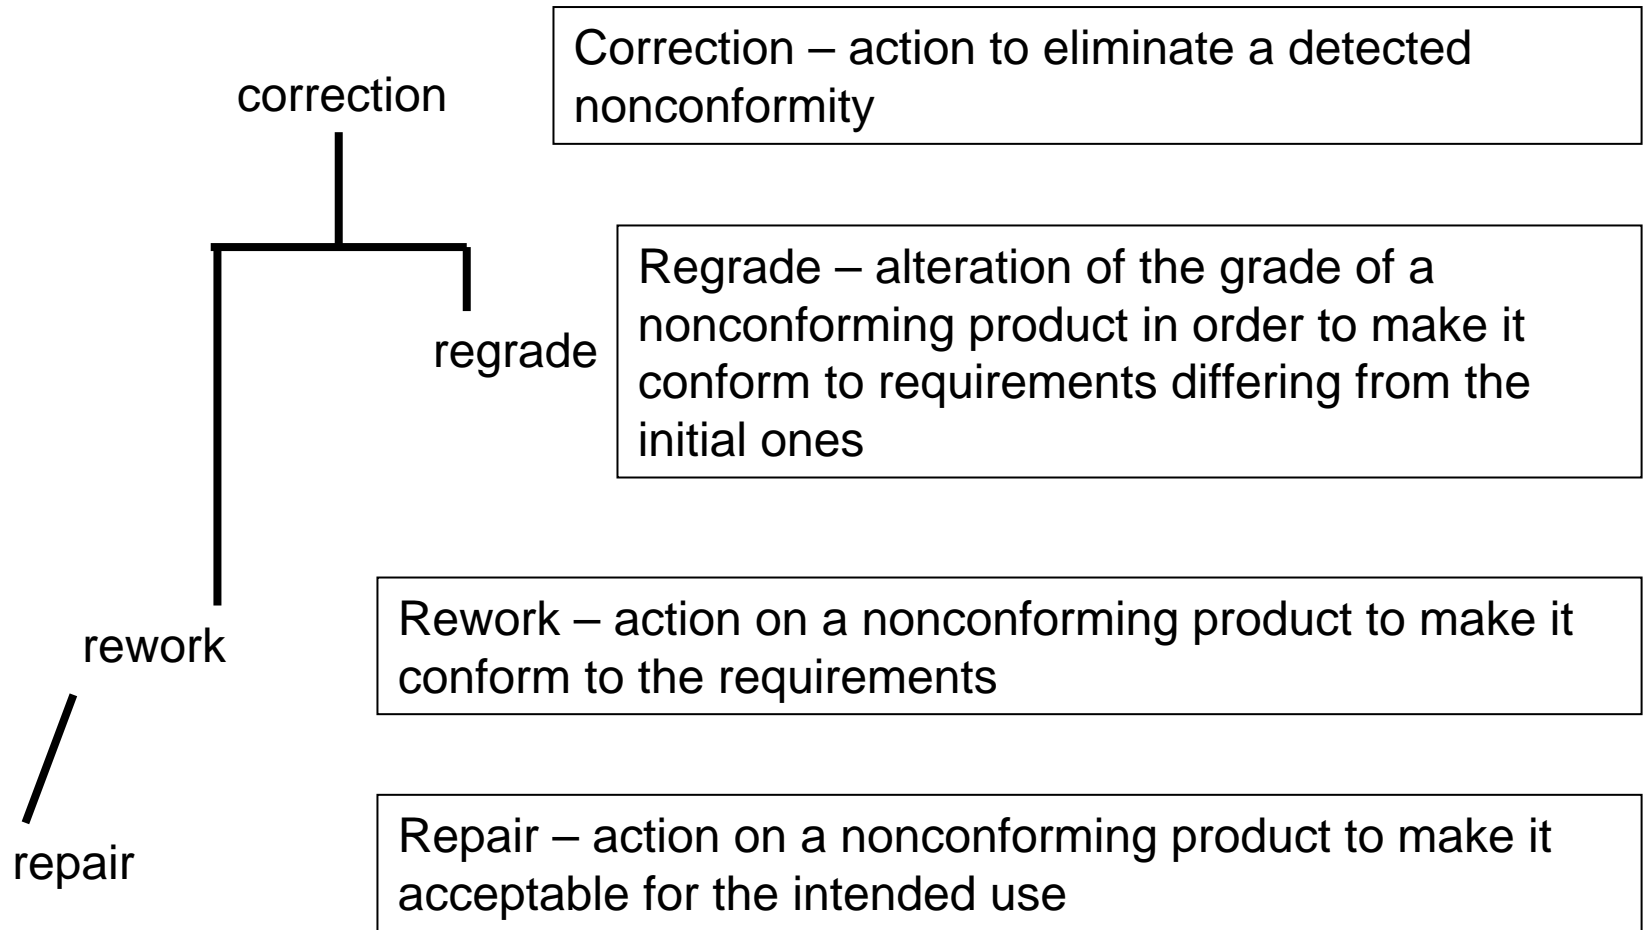 correction
Correction – action to eliminate a detected
nonconformity
regrade
Regrade – alteration of the grade of a
nonconforming product in order to make it
conform to requirements differing from the
initial ones
rework
Rework – action on a nonconforming product to make it
conform to the requirements
repair
Repair – action on a nonconforming product to make it
acceptable for the intended use